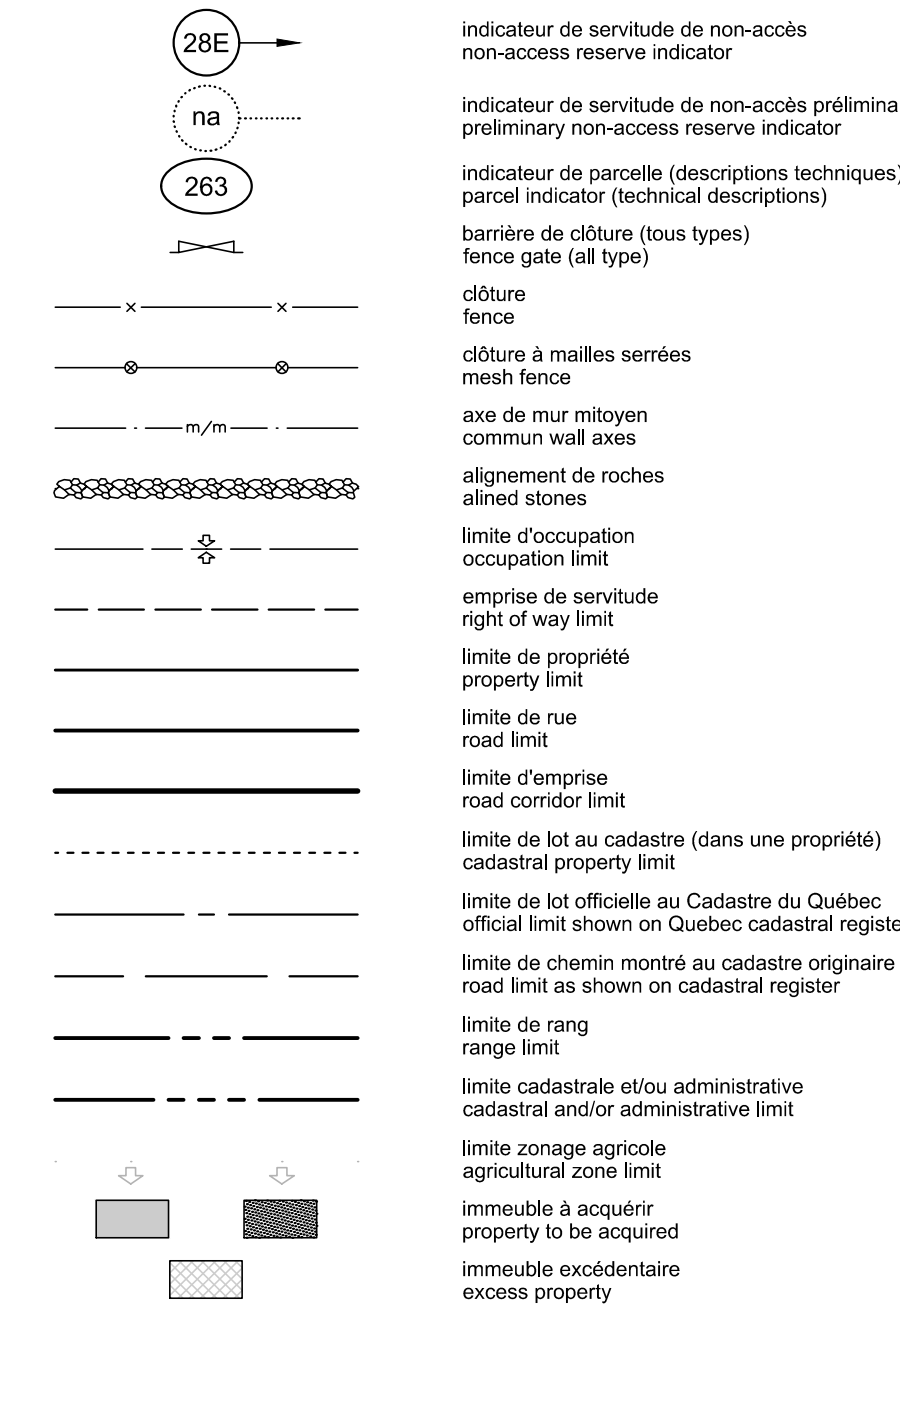 28E
indicateur de servitude de non-accès
non-access reserve indicator
na
indicateur de servitude de non-accès prélimina
preliminary non-access reserve indicator
263
indicateur de parcelle (descriptions techniques)
parcel indicator (technical descriptions)
barrière de clôture (tous types)
fence gate (all type)
clôture
fence
clôture à mailles serrées
mesh fence
m/m
axe de mur mitoyen
commun wall axes
alignement de roches
alined stones
limite d'occupation
occupation limit
emprise de servitude
right of way limit
limite de propriété
property limit
limite de rue
road limit
limite d'emprise
road corridor limit
limite de lot au cadastre (dans une propriété)
cadastral property limit
limite de lot officielle au Cadastre du Québec
official limit shown on Quebec cadastral registe
limite de chemin montré au cadastre originaire
road limit as shown on cadastral register
limite de rang
range limit
limite cadastrale et/ou administrative
cadastral and/or administrative limit
limite zonage agricole
agricultural zone limit
immeuble à acquérir
property to be acquired
immeuble excédentaire
excess property